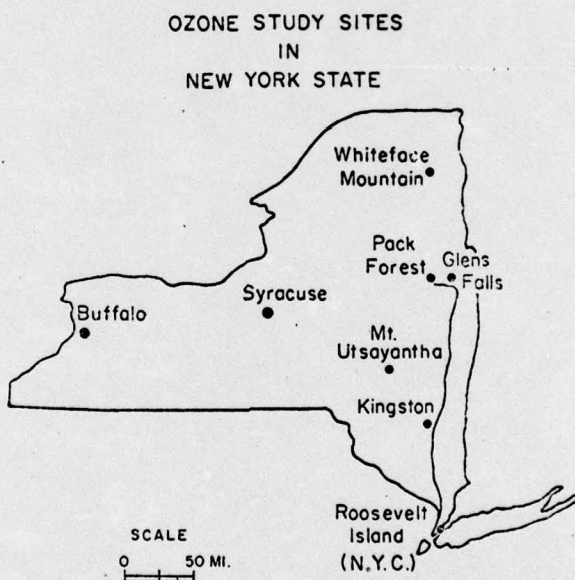 OZONE STUDY SITES
IN
NEW YORK STATE
Whiteface
Mountain
Pack
Forest
Glens
Falls
Buffalo
Syracuse
Mt.
Utsayantha
Kingston
Roosevelt
Island
(N.Y.C.)
SCALE
0 50 MI.